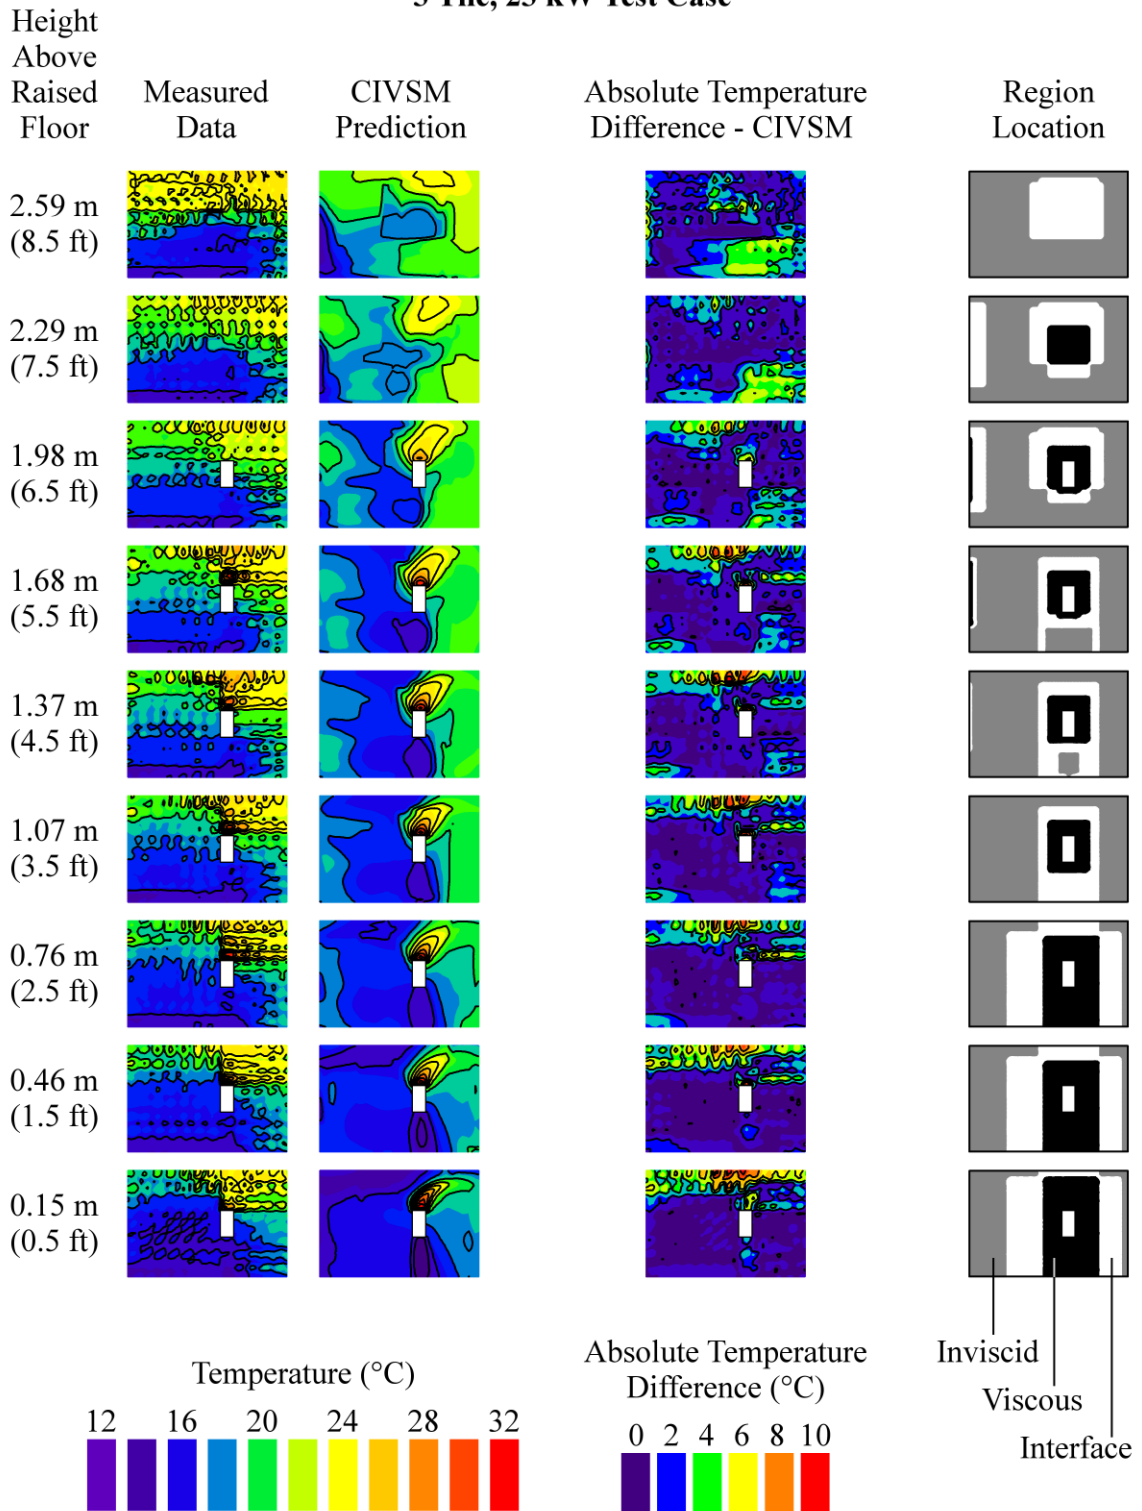 Height
Above
Raised
Floor
Measured
Data
CIVSM
Prediction
Absolute Temperature
Difference - CIVSM
Region
Location
2.59 m
(8.5 ft)
2.29 m
(7.5 ft)
1.98 m
(6.5 ft)
1.68 m
(5.5 ft)
1.37 m
(4.5 ft)
1.07 m
(3.5 ft)
0.76 m
(2.5 ft)
0.46 m
(1.5 ft)
0.15 m
(0.5 ft)
Inviscid
Viscous
Interface
Temperature (°C)
12 16 20 24 28 32
Absolute Temperature
Difference (°C)
0 2 4 6 8 10